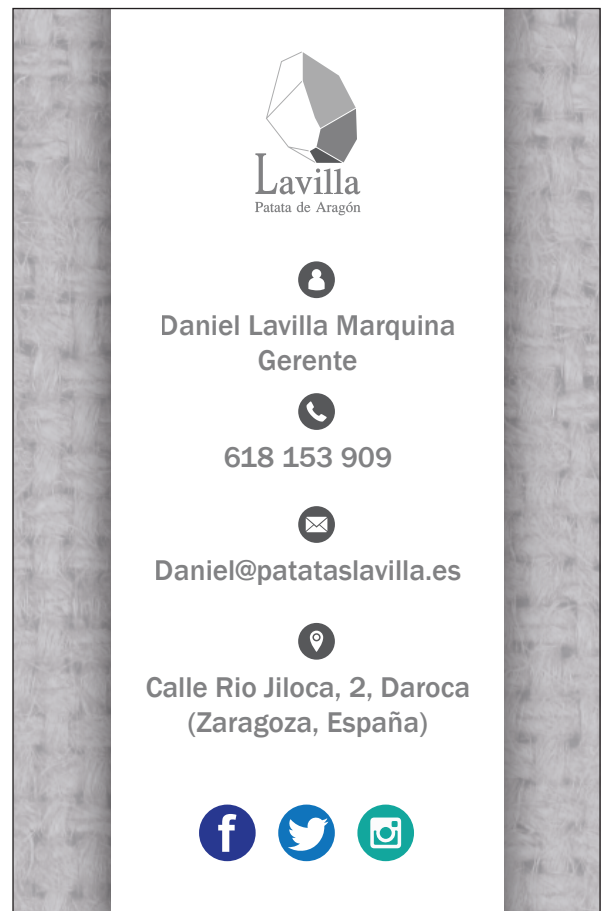 Lavilla
Patata de Aragón
Daniel Lavilla Marquina
Gerente
618 153 909
Daniel@patataslavilla.es
Calle Rio Jiloca, 2, Daroca
(Zaragoza, España)